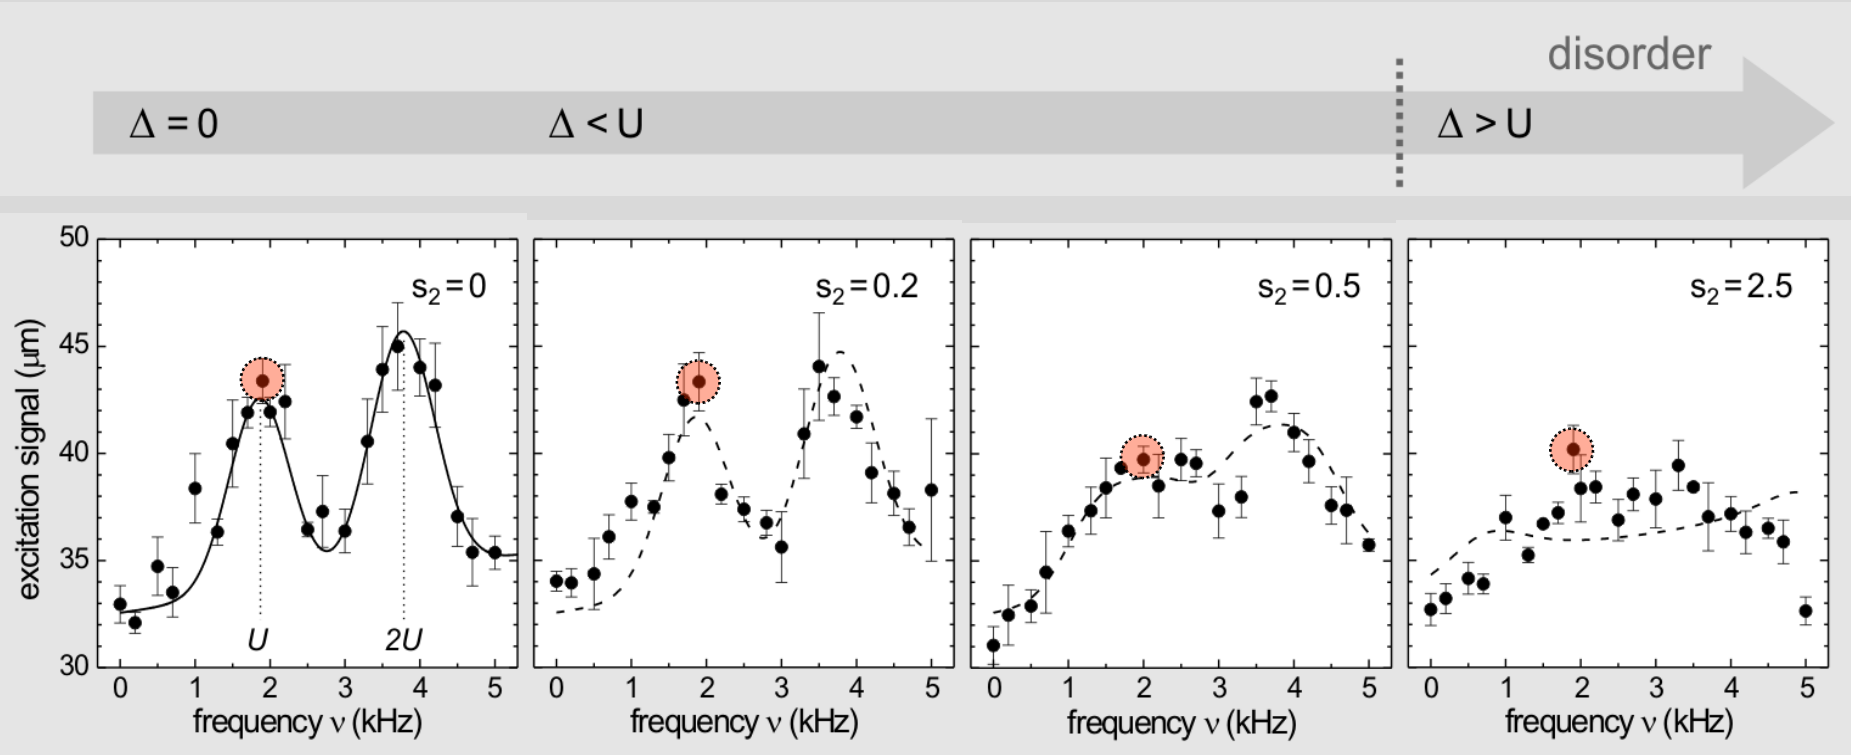 disorder
Δ = 0
Δ < U
Δ > U
excitation signal (μm)
50
45
40
35
30
s₂ = 0
U
2U
0 1 2 3 4 5
frequency ν (kHz)
s₂ = 0.2
0 1 2 3 4 5
frequency ν (kHz)
s₂ = 0.5
0 1 2 3 4 5
frequency ν (kHz)
s₂ = 2.5
0 1 2 3 4 5
frequency ν (kHz)